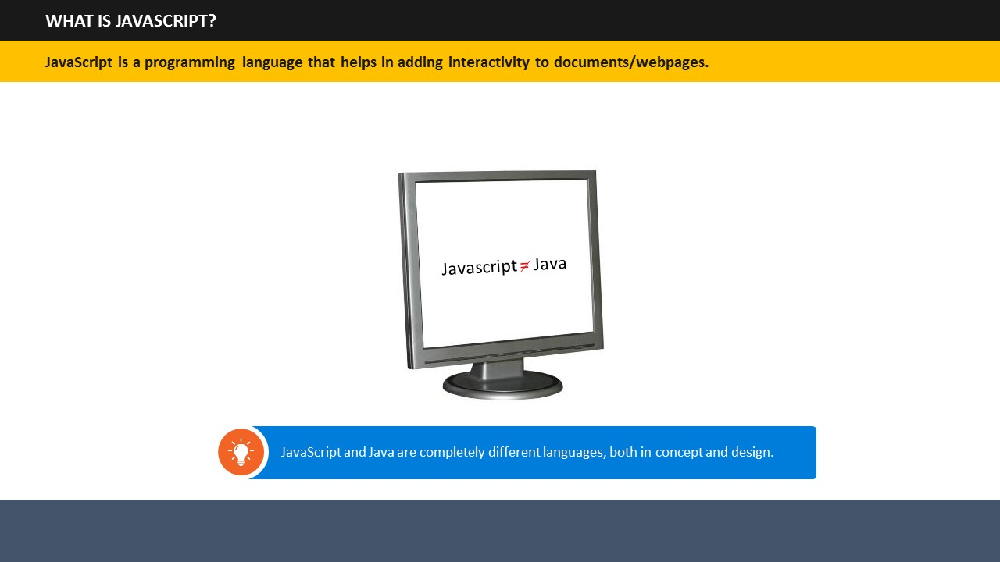 WHAT IS JAVASCRIPT?
JavaScript is a programming language that helps in adding interactivity to documents/webpages.
Javascript ≠ Java
JavaScript and Java are completely different languages, both in concept and design.